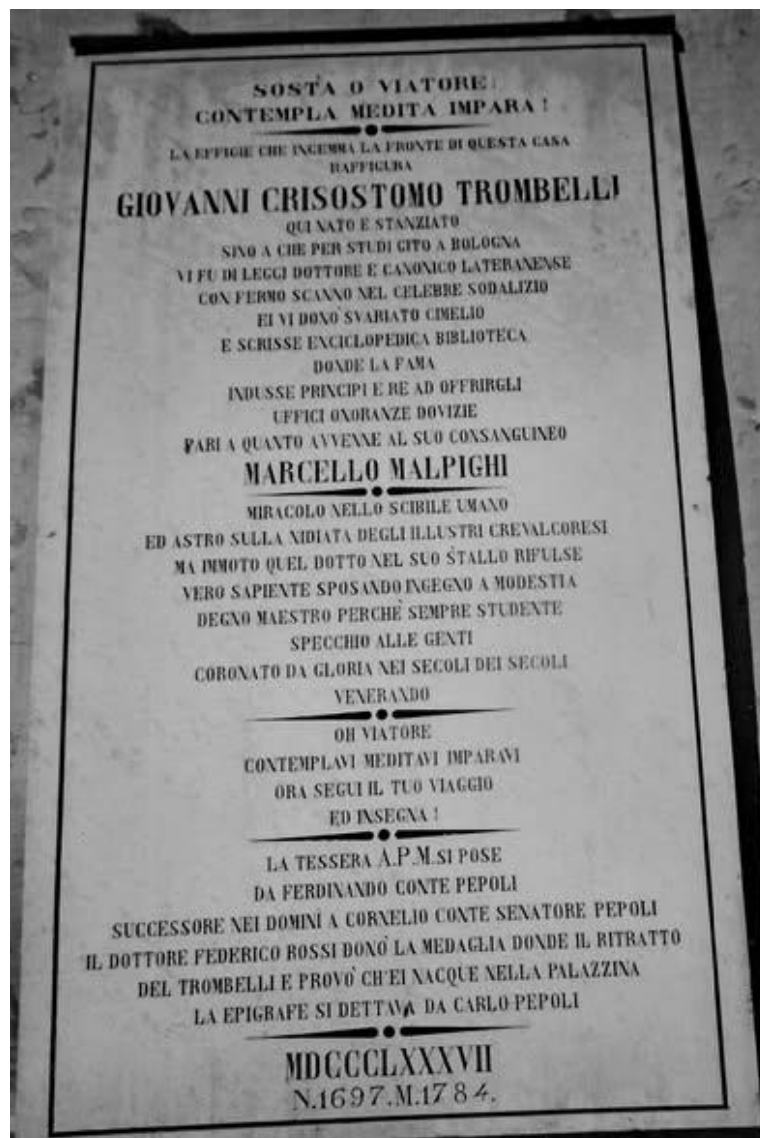 SOSTA O VIATORE
CONTEMPLA MEDITA IMPARA!
LA EFFIGIE CHE INGEMMA LA FRONTE DI QUESTA CASA
RAFFIGURA
GIOVANNI CRISOSTOMO TROMBELLI
QUI NATO E STANZIATO
SINO A CHE PER STUDI GITO A BOLOGNA
VI FU DI LEGGI DOTTORE E CANONICO LATERANENSE
CON FERMO SCANNO NEL CELEBRE SODALIZIO
EI VI DONO' SVARIATO CIMELIO
E SCRISSE ENCICLOPEDICA BIBLIOTECA
DONDE LA FAMA
INDUSSE PRINCIPI E RE AD OFFRIRGLI
UFFICI ONORANZE DOVIZIE
PARI A QUANTO AVVENNE AL SUO CONSANGUINEO
MARCELLO MALPIGHI
MIRACOLO NELLO SCIBILE UMANO
ED ASTRO SULLA NIDIATA DEGLI ILLUSTRI CREVALCORESI
MA IMMOTO QUEL DOTTO NEL SUO STALLO RIFULSE
VERO SAPIENTE SPOSANDO INGEGNO A MODESTIA
DEGNO MAESTRO PERCHE' SEMPRE STUDENTE
SPECCHIO ALLE GENTI
CORONATO DA GLORIA NEI SECOLI DEI SECOLI
VENERANDO
OH VIATORE
CONTEMPLAVI MEDITAVI IMPARAVI
ORA SEGUI IL TUO VIAGGIO
ED INSEGNA!
LA TESSERA A.P.M. SI POSE
DA FERDINANDO CONTE PEPOLI
SUCCESSORE NEI DOMINI A CORNELIO CONTE SENATORE PEPOLI
IL DOTTORE FEDERICO ROSSI DONO' LA MEDAGLIA DONDE IL RITRATTO
DEL TROMBELLI E PROVO' CH'EI NACQUE NELLA PALAZZINA
LA EPIGRAFE SI DETTAVA DA CARLO PEPOLI
MDCCCLXXXVII
N.1697.M.1784.